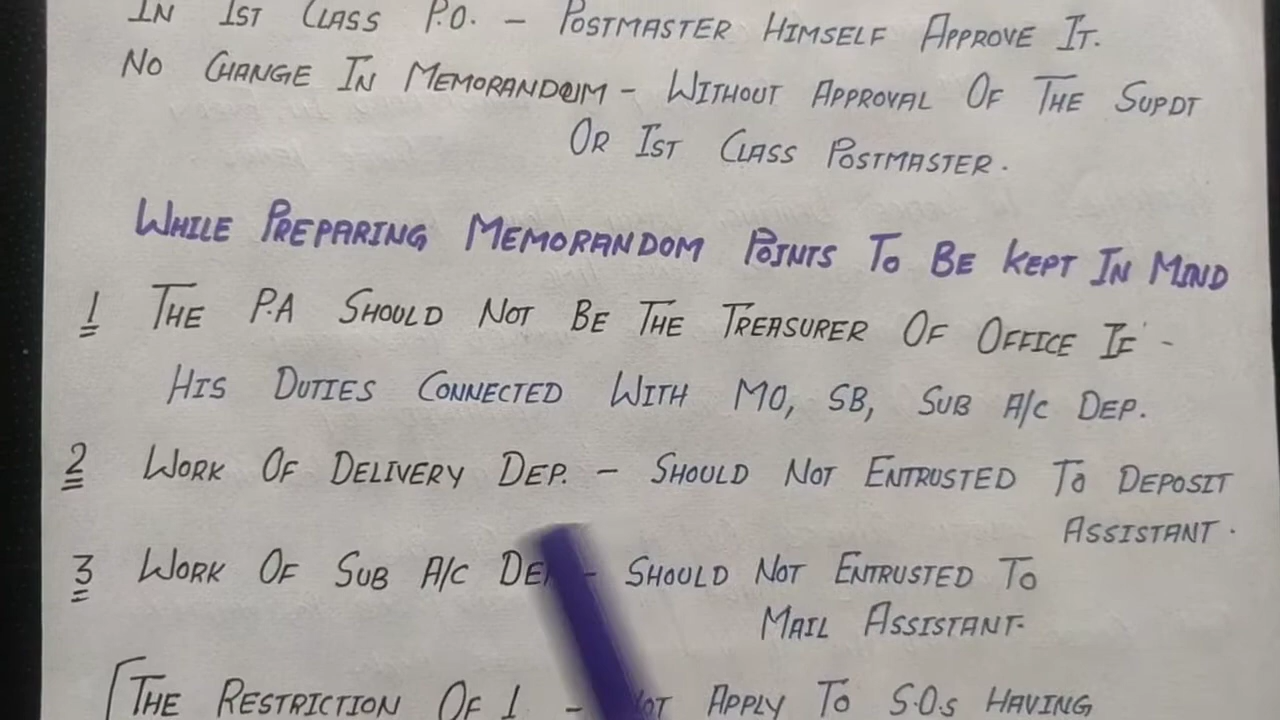 IN IST CLASS P.O. - POSTMASTER HIMSELF APPROVE IT.
NO CHANGE IN MEMORANDUM - WITHOUT APPROVAL OF THE SUPDT
OR IST CLASS POSTMASTER.
WHILE PREPARING MEMORANDOM POINTS TO BE KEPT IN MIND
1 THE P.A SHOULD NOT BE THE TREASURER OF OFFICE IF -
HIS DUTIES CONNECTED WITH MO, SB, SUB A/C DEP.
2 WORK OF DELIVERY DEP. - SHOULD NOT ENTRUSTED TO DEPOSIT
ASSISTANT.
3 WORK OF SUB A/C - SHOULD NOT ENTRUSTED TO
MAIL ASSISTANT.
[THE RESTRICTION OF 1 - APPLY TO S.Os HAVING